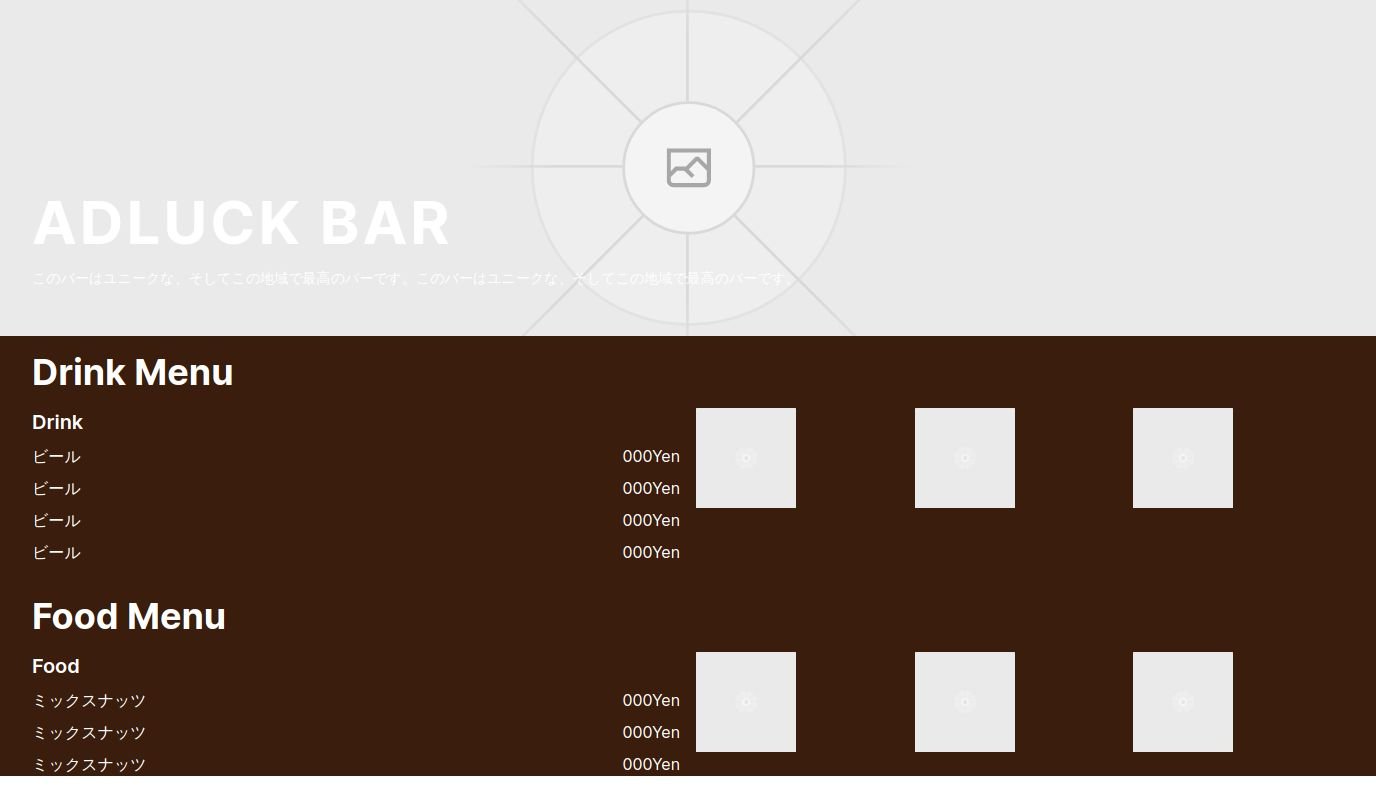 ADLUCK BAR
このバーはユニークな、そしてこの地域で最高のバーです。このバーはユニークな、そしてこの地域で最高のバーです。
Drink Menu
Drink
ビール 000Yen
ビール 000Yen
ビール 000Yen
ビール 000Yen
Food Menu
Food
ミックスナッツ 000Yen
ミックスナッツ 000Yen
ミックスナッツ 000Yen